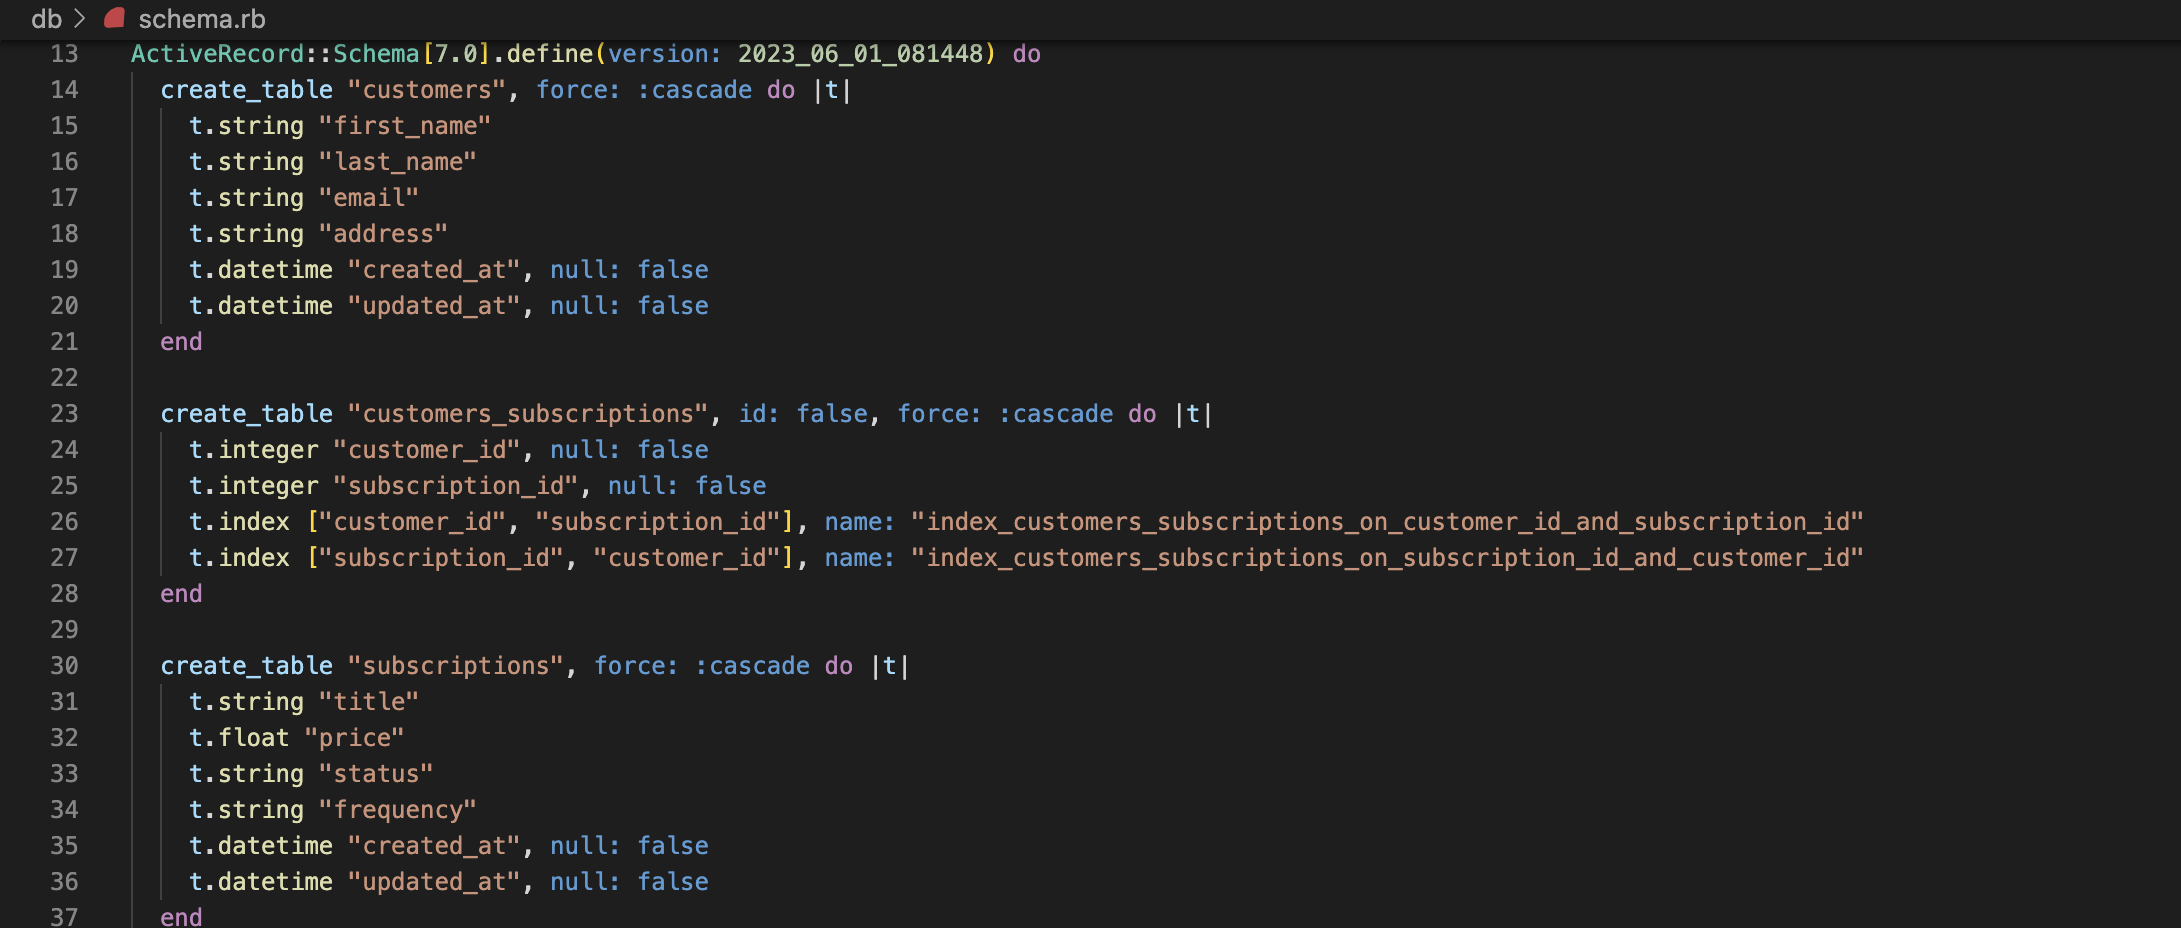 db > schema.rb
13 ActiveRecord::Schema[7.0].define(version: 2023_06_01_081448) do
14   create_table "customers", force: :cascade do |t|
15     t.string "first_name"
16     t.string "last_name"
17     t.string "email"
18     t.string "address"
19     t.datetime "created_at", null: false
20     t.datetime "updated_at", null: false
21   end
22
23   create_table "customers_subscriptions", id: false, force: :cascade do |t|
24     t.integer "customer_id", null: false
25     t.integer "subscription_id", null: false
26     t.index ["customer_id", "subscription_id"], name: "index_customers_subscriptions_on_customer_id_and_subscription_id"
27     t.index ["subscription_id", "customer_id"], name: "index_customers_subscriptions_on_subscription_id_and_customer_id"
28   end
29
30   create_table "subscriptions", force: :cascade do |t|
31     t.string "title"
32     t.float "price"
33     t.string "status"
34     t.string "frequency"
35     t.datetime "created_at", null: false
36     t.datetime "updated_at", null: false
37   end